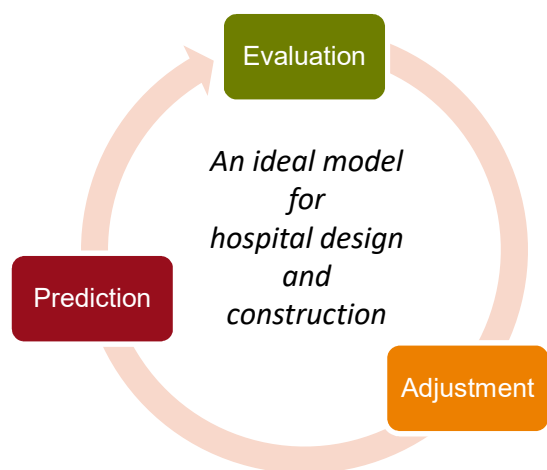 Evaluation
An ideal model
for
hospital design
and
construction
Prediction
Adjustment